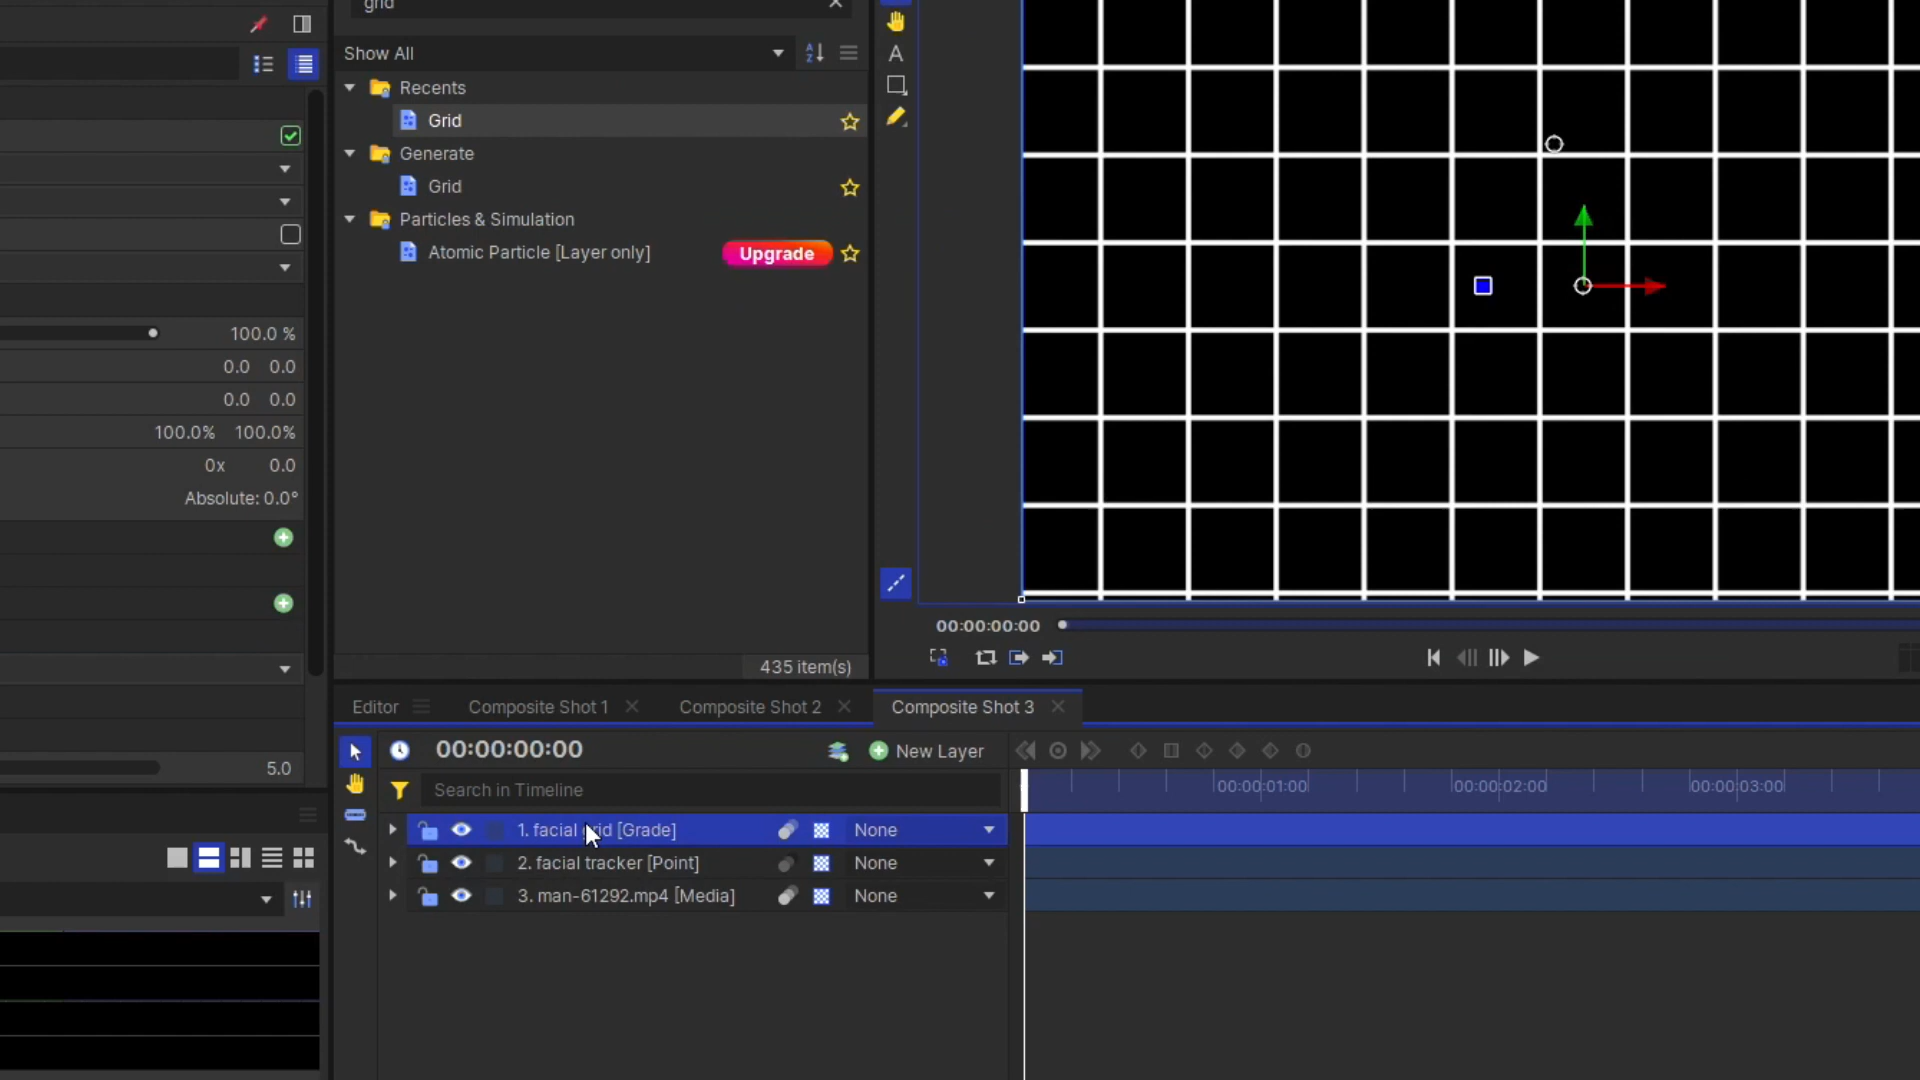 grid
Show All
Recents
Grid
Generate
Grid
Particles & Simulation
Atomic Particle [Layer only]
Upgrade
100.0 %
0.0 0.0
0.0 0.0
100.0% 100.0%
0x 0.0
Absolute: 0.0°
5.0
435 item(s)
00:00:00:00
Editor
Composite Shot 1
Composite Shot 2
Composite Shot 3
00:00:00:00
New Layer
Search in Timeline
00:00:01:00
00:00:02:00
00:00:03:00
1. facial grid [Grade]
None
2. facial tracker [Point]
None
3. man-61292.mp4 [Media]
None